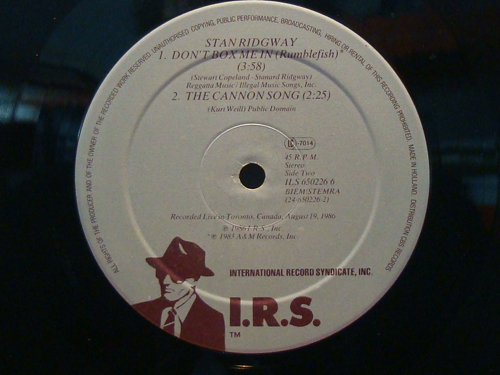 ALL RIGHTS OF THE PRODUCER AND OF THE OWNER OF THE RECORDED WORK RESERVED. UNAUTHORISED COPYING, PUBLIC PERFORMANCE, BROADCASTING, HIRING OR RENTAL OF THIS RECORDING PROHIBITED. MADE IN HOLLAND. DISTRIBUTION CBS RECORDS.
STAN RIDGWAY
1. DON'T BOX ME IN (Rumblefish)*
(3:58)
(Stewart Copeland - Stanard Ridgway)
Reggatta Music / Illegal Music Songs, Inc.
2. THE CANNON SONG (2:25)
(Kurt Weill) Public Domain
LC-7014
45 R.P.M.
Stereo
Side Two
ILS 650226 6
BIEM/STEMRA
(24-650226-2)
Recorded Live in Toronto, Canada, August 19, 1986
℗ 1986 I.R.S., Inc.
*℗ 1983 A&M Records, Inc.
INTERNATIONAL RECORD SYNDICATE, INC.
I.R.S.
TM